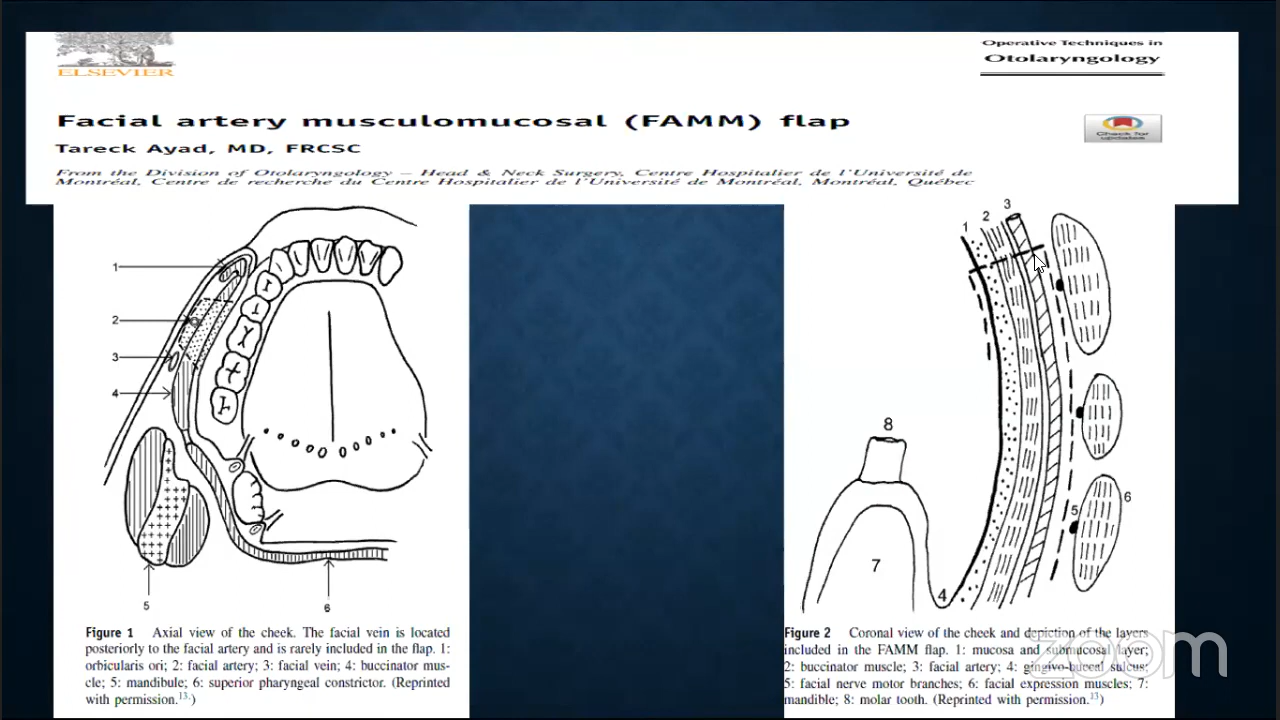 ELSEVIER
Operative Techniques in
Otolaryngology
Facial artery musculomucosal (FAMM) flap
Check for
updates
Tareck Ayad, MD, FRCSC
From the Division of Otolaryngology – Head & Neck Surgery, Centre Hospitalier de l'Université de
Montréal, Centre de recherche du Centre Hospitalier de l'Université de Montréal, Montréal, Québec
1
2
3
4
5
6
Figure 1 Axial view of the cheek. The facial vein is located
posteriorly to the facial artery and is rarely included in the flap. 1:
orbicularis ori; 2: facial artery; 3: facial vein; 4: buccinator mus-
cle; 5: mandibule; 6: superior pharyngeal constrictor. (Reprinted
with permission.13)
1
2
3
8
6
5
7
4
Figure 2 Coronal view of the cheek and depiction of the layers
included in the FAMM flap. 1: mucosa and submucosal layer;
2: buccinator muscle; 3: facial artery; 4: gingivo-buccal sulcus;
5: facial nerve motor branches; 6: facial expression muscles; 7:
mandible; 8: molar tooth. (Reprinted with permission.13)
zoom